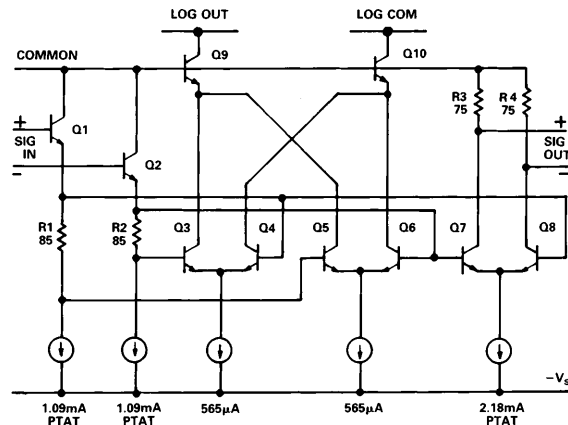 LOG OUT LOG COM
COMMON Q9 Q10
R3 75 R4 75
+ SIG IN − Q1
Q2
+ SIG OUT −
R1 85 R2 85 Q3 Q4 Q5 Q6 Q7 Q8
−Vs
1.09mA PTAT 1.09mA PTAT 565µA 565µA 2.18mA PTAT